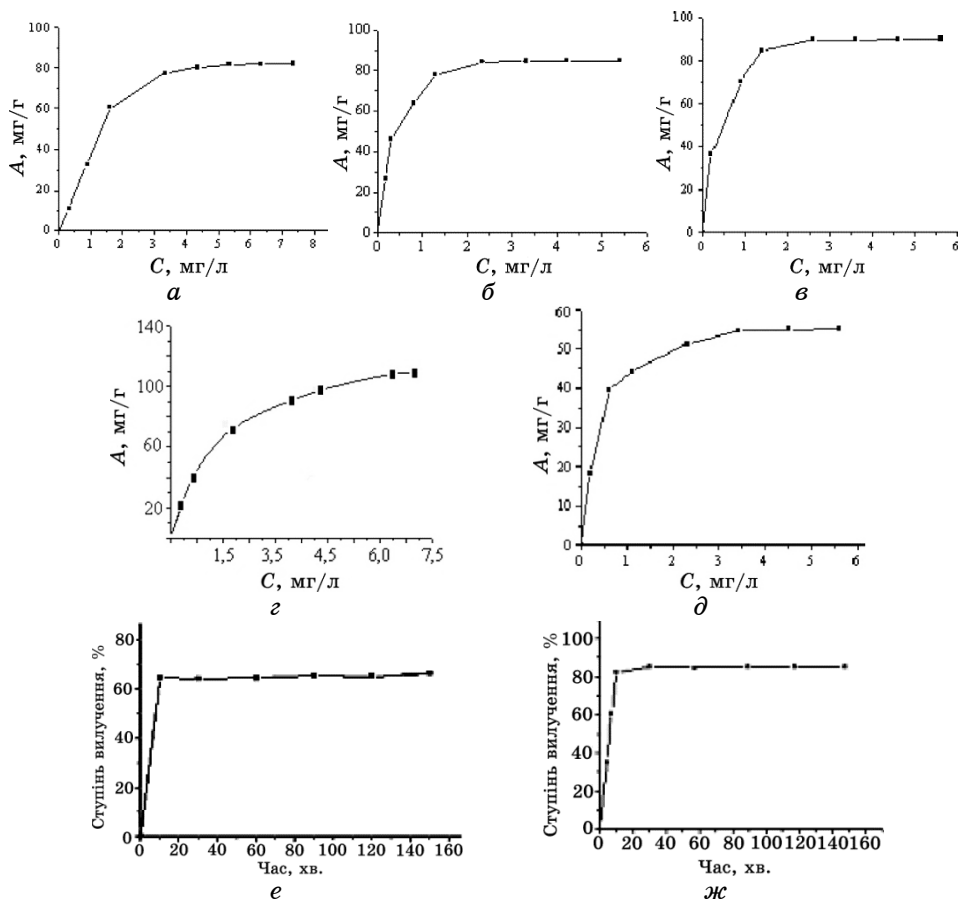 100
80
60
40
20
0
A, мг/г
0 1 2 3 4 5 6 7 8
C, мг/л
а
100
80
60
40
20
0
A, мг/г
0 1 2 3 4 5 6
C, мг/л
б
100
80
60
40
20
0
A, мг/г
0 1 2 3 4 5 6
C, мг/л
в
140
100
60
20
A, мг/г
1,5 3,5 4,5 6,0 7,5
C, мг/л
г
60
50
40
30
20
10
0
A, мг/г
0 1 2 3 4 5 6
C, мг/л
д
80
60
40
20
0
Ступінь вилучення, %
0 20 40 60 80 100 120 140 160
Час, хв.
е
100
80
60
40
20
0
Ступінь вилучення, %
0 20 40 60 80 100 120 140 160
Час, хв.
ж